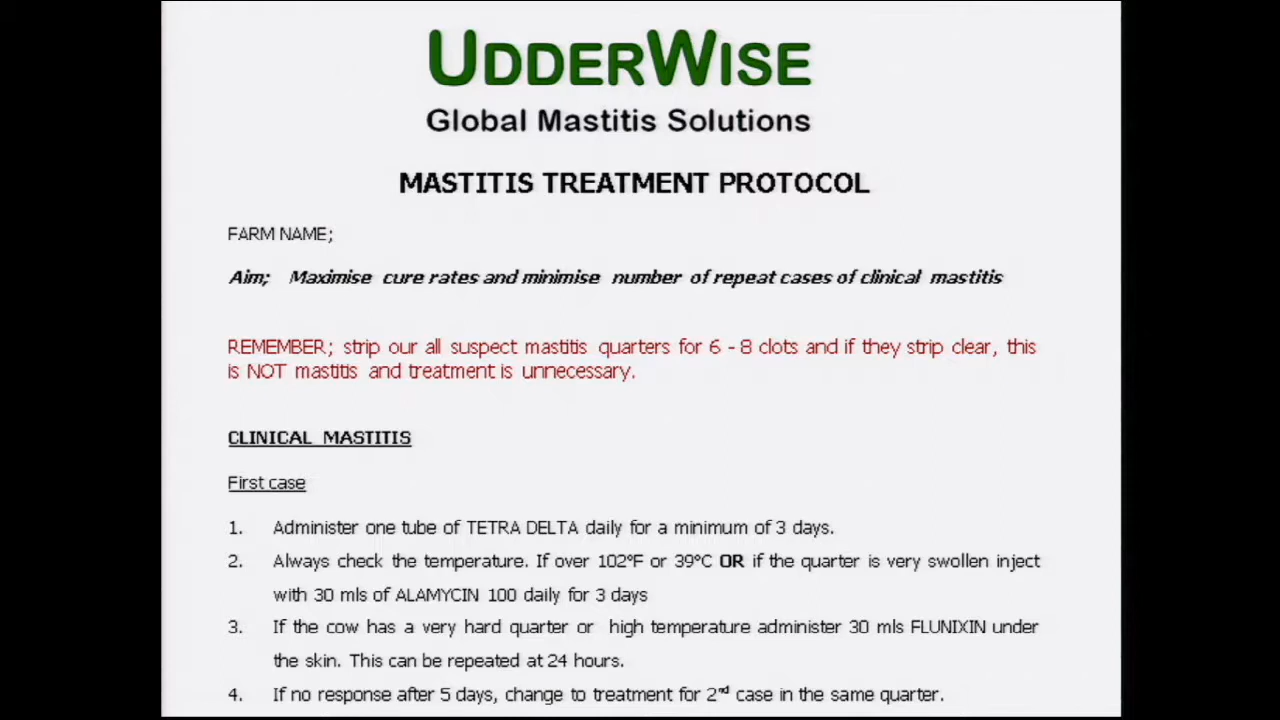 UDDERWISE
Global Mastitis Solutions
MASTITIS TREATMENT PROTOCOL
FARM NAME;
Aim; Maximise cure rates and minimise number of repeat cases of clinical mastitis
REMEMBER; strip our all suspect mastitis quarters for 6 - 8 clots and if they strip clear, this
is NOT mastitis and treatment is unnecessary.
CLINICAL MASTITIS
First case
1. Administer one tube of TETRA DELTA daily for a minimum of 3 days.
2. Always check the temperature. If over 102°F or 39°C OR if the quarter is very swollen inject
with 30 mls of ALAMYCIN 100 daily for 3 days
3. If the cow has a very hard quarter or high temperature administer 30 mls FLUNIXIN under
the skin. This can be repeated at 24 hours.
4. If no response after 5 days, change to treatment for 2nd case in the same quarter.